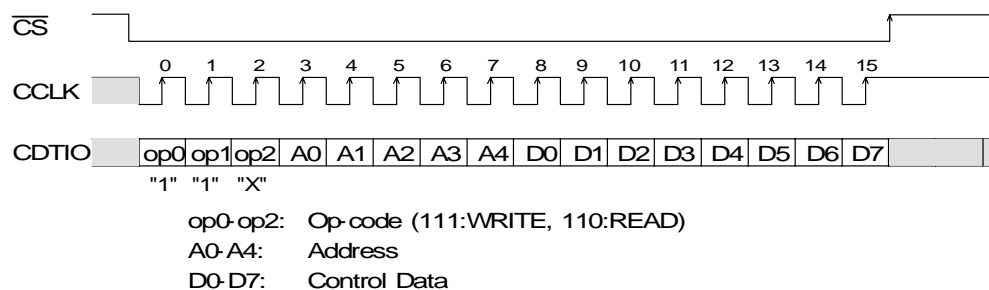 CS
0 1 2 3 4 5 6 7 8 9 10 11 12 13 14 15
CCLK
CDTIO op0 op1 op2 A0 A1 A2 A3 A4 D0 D1 D2 D3 D4 D5 D6 D7
"1" "1" "X"
op0-op2: Op-code (111:WRITE, 110:READ)
A0-A4: Address
D0-D7: Control Data